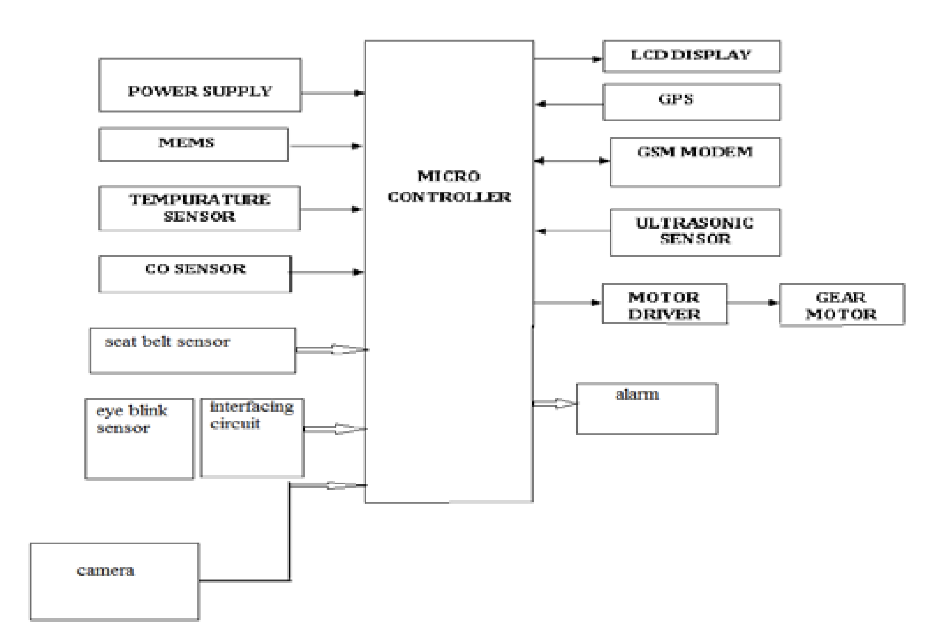 POWER SUPPLY
MEMS
TEMPURATURE
SENSOR
CO SENSOR
seat belt sensor
eye blink
sensor
interfacing
circuit
camera
MICRO
CONTROLLER
LCD DISPLAY
GPS
GSM MODEM
ULTRASONIC
SENSOR
MOTOR
DRIVER
GEAR
MOTOR
alarm